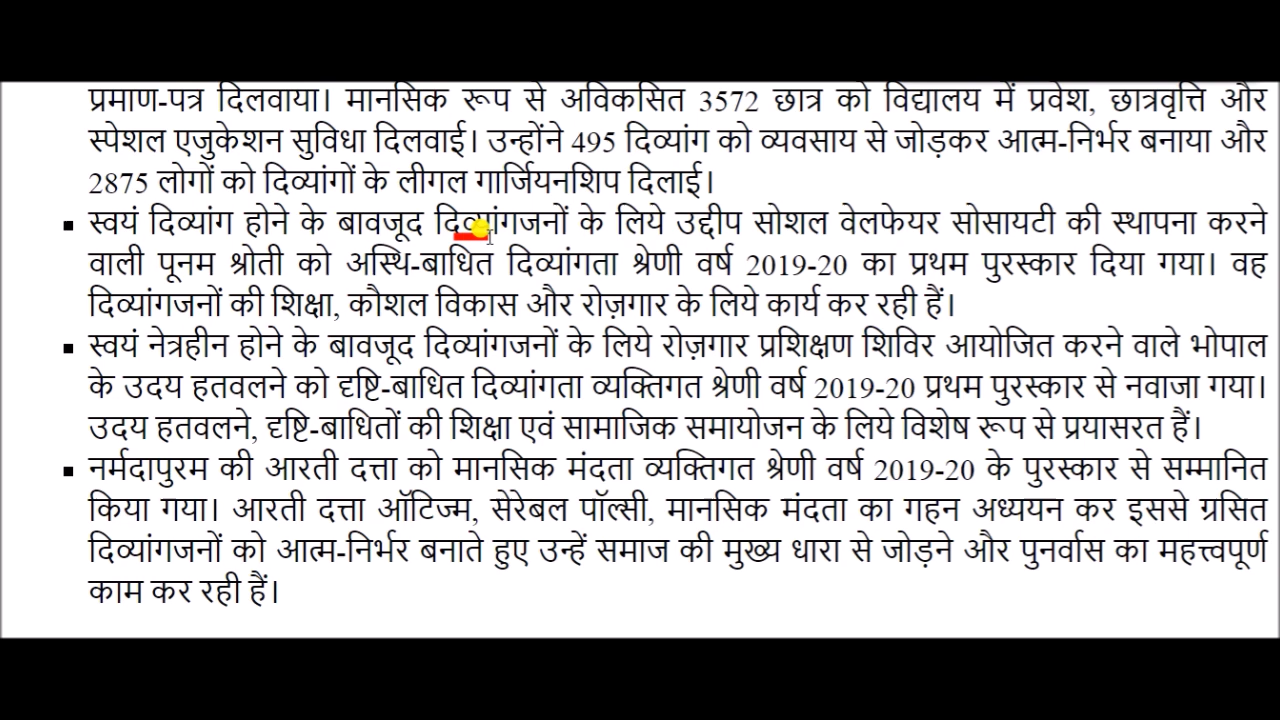 प्रमाण-पत्र दिलवाया। मानसिक रूप से अविकसित 3572 छात्र को विद्यालय में प्रवेश, छात्रवृत्ति और
स्पेशल एजुकेशन सुविधा दिलवाई। उन्होंने 495 दिव्यांग को व्यवसाय से जोड़कर आत्म-निर्भर बनाया और
2875 लोगों को दिव्यांगों के लीगल गार्जियनशिप दिलाई।
▪ स्वयं दिव्यांग होने के बावजूद दिव्यांगजनों के लिये उद्दीप सोशल वेलफेयर सोसायटी की स्थापना करने
वाली पूनम श्रोती को अस्थि-बाधित दिव्यांगता श्रेणी वर्ष 2019-20 का प्रथम पुरस्कार दिया गया। वह
दिव्यांगजनों की शिक्षा, कौशल विकास और रोज़गार के लिये कार्य कर रही हैं।
▪ स्वयं नेत्रहीन होने के बावजूद दिव्यांगजनों के लिये रोज़गार प्रशिक्षण शिविर आयोजित करने वाले भोपाल
के उदय हतवलने को दृष्टि-बाधित दिव्यांगता व्यक्तिगत श्रेणी वर्ष 2019-20 प्रथम पुरस्कार से नवाजा गया।
उदय हतवलने, दृष्टि-बाधितों की शिक्षा एवं सामाजिक समायोजन के लिये विशेष रूप से प्रयासरत हैं।
▪ नर्मदापुरम की आरती दत्ता को मानसिक मंदता व्यक्तिगत श्रेणी वर्ष 2019-20 के पुरस्कार से सम्मानित
किया गया। आरती दत्ता ऑटिज्म, सेरेबल पॉल्सी, मानसिक मंदता का गहन अध्ययन कर इससे ग्रसित
दिव्यांगजनों को आत्म-निर्भर बनाते हुए उन्हें समाज की मुख्य धारा से जोड़ने और पुनर्वास का महत्त्वपूर्ण
काम कर रही हैं।